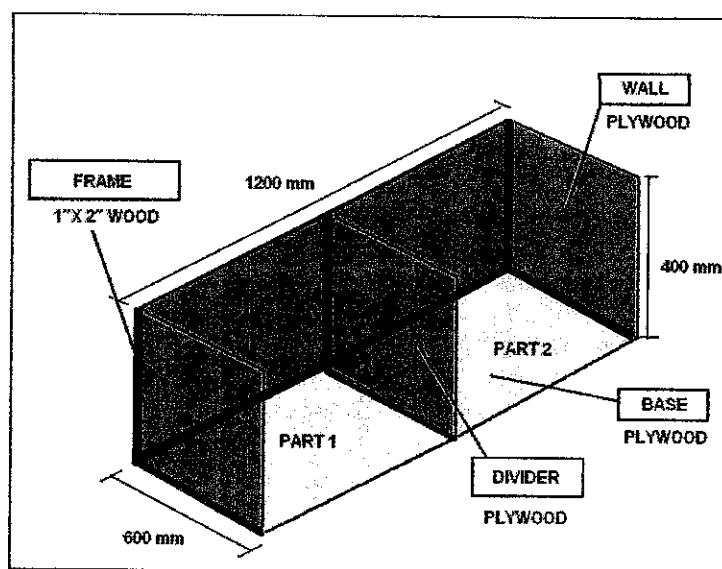 WALL
PLYWOOD
FRAME
1"X 2" WOOD
1200 mm
400 mm
PART 2
PART 1
BASE
PLYWOOD
DIVIDER
PLYWOOD
600 mm